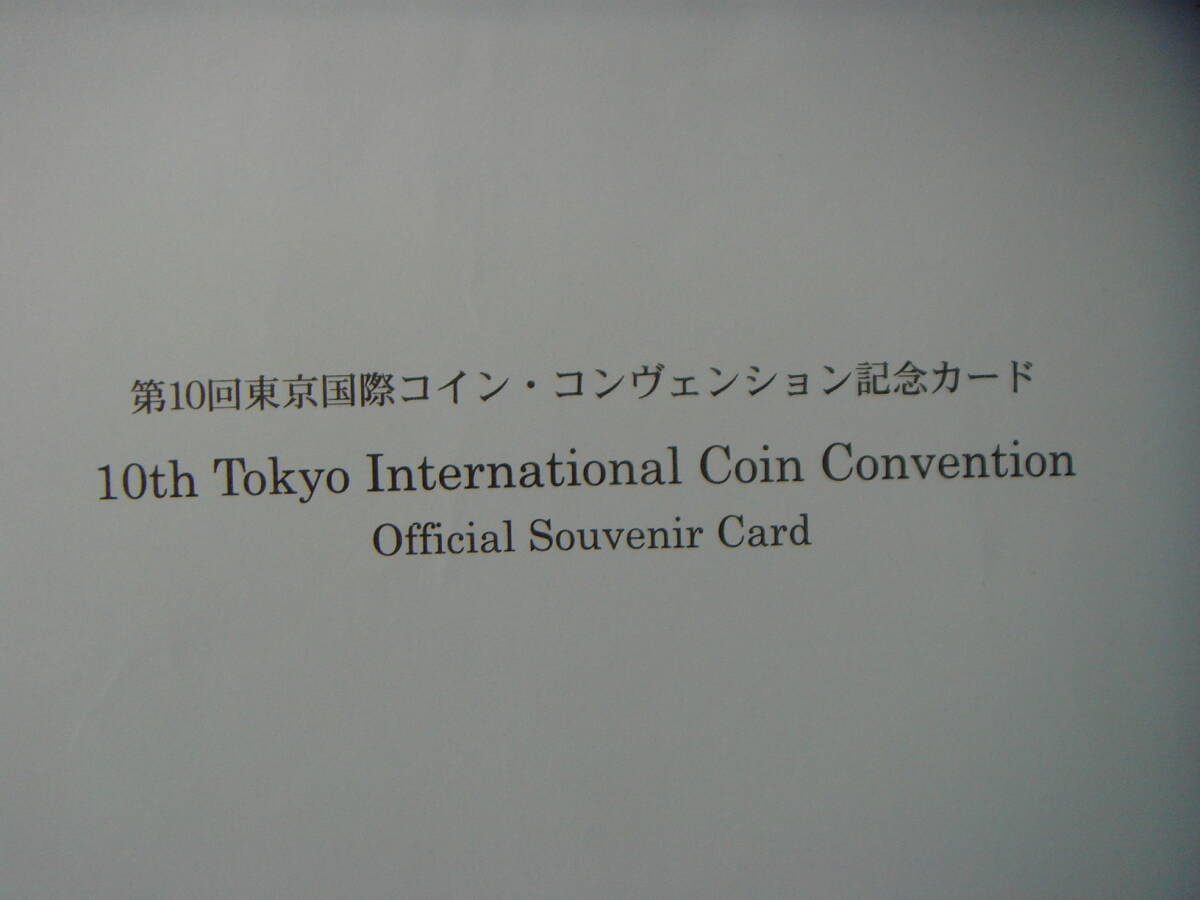 第10回東京国際コイン・コンヴェンション記念カード
10th Tokyo International Coin Convention
Official Souvenir Card